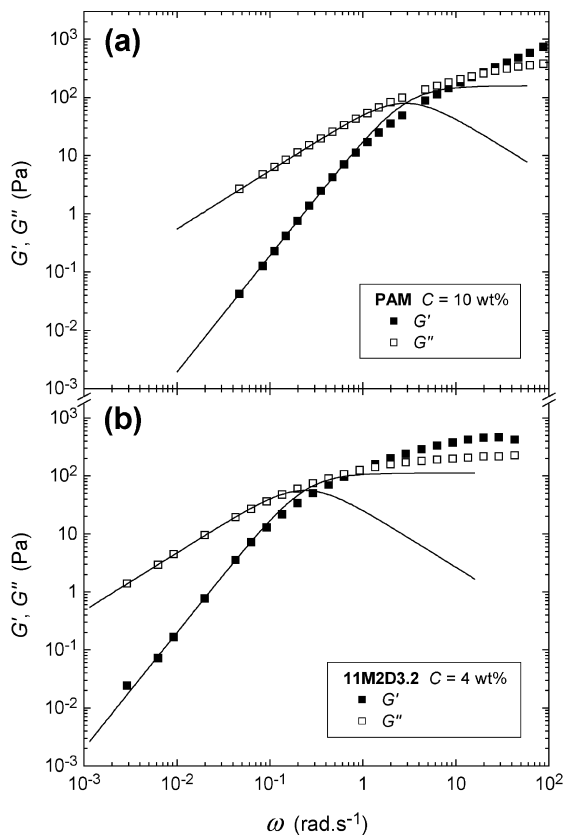 (a)
10³
10²
10
1
10⁻¹
10⁻²
10⁻³
G′, G″ (Pa)
PAM C = 10 wt%
G′
G″
(b)
10³
10²
10
1
10⁻¹
10⁻²
10⁻³
G′, G″ (Pa)
11M2D3.2 C = 4 wt%
G′
G″
10⁻³ 10⁻² 10⁻¹ 1 10 10²
ω (rad.s⁻¹)